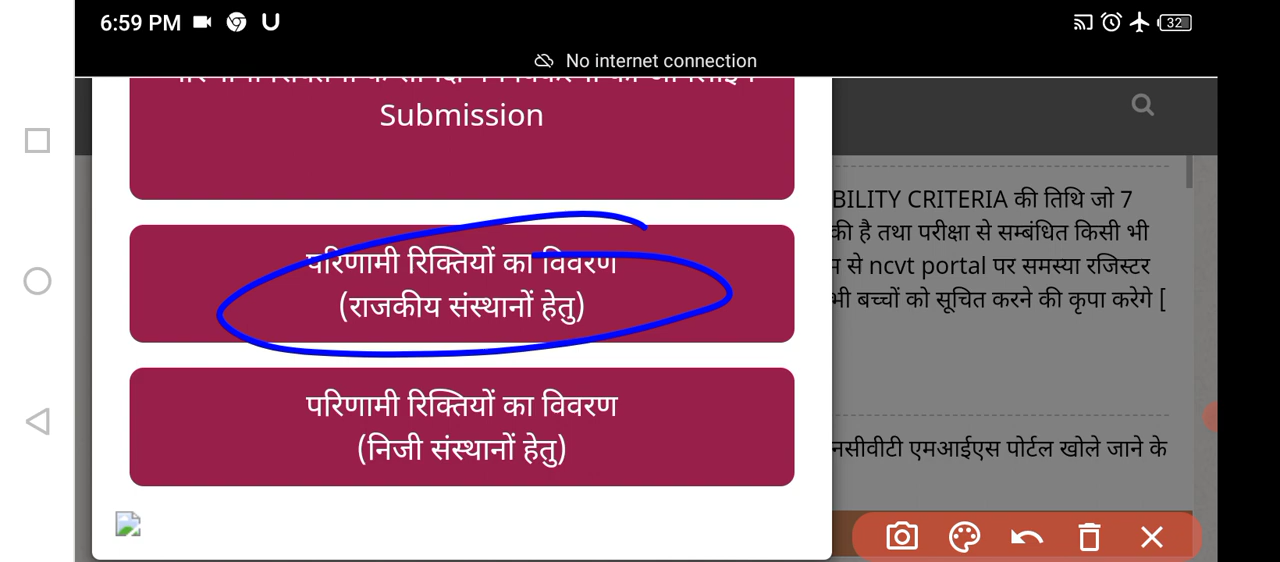 6:59 PM
32
No internet connection
Submission
परिणामी रिक्तियों का विवरण
(राजकीय संस्थानों हेतु)
परिणामी रिक्तियों का विवरण
(निजी संस्थानों हेतु)
BILITY CRITERIA की तिथि जो 7
की है तथा परीक्षा से सम्बंधित किसी भी
से ncvt portal पर समस्या रजिस्टर
भी बच्चों को सूचित करने की कृपा करेगे [
नसीवीटी एमआईएस पोर्टल खोले जाने के